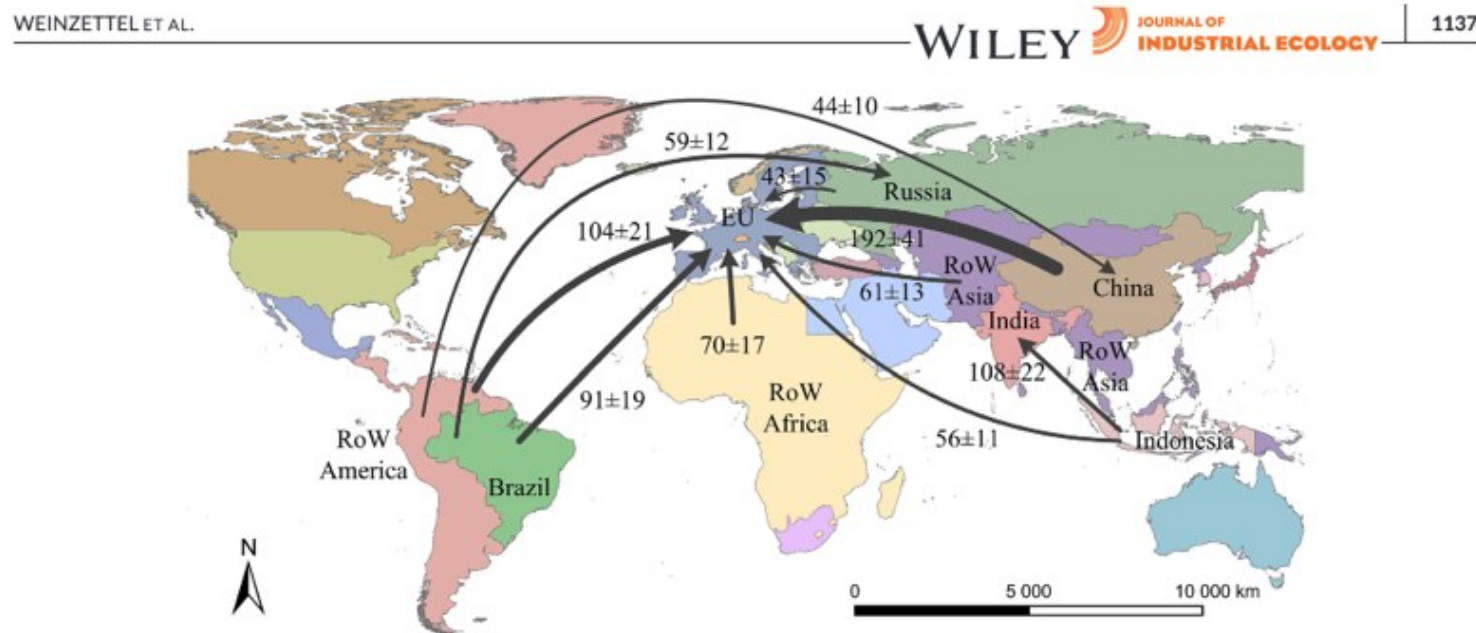 WEINZETTEL ET AL.
WILEY
JOURNAL OF
INDUSTRIAL ECOLOGY
1137
44±10
59±12
43±15
Russia
EU
104±21
192±41
RoW
Asia
China
61±13
India
70±17
RoW
Asia
108±22
91±19
RoW
Africa
RoW
America
56±11
Indonesia
Brazil
N
0
5 000
10 000 km